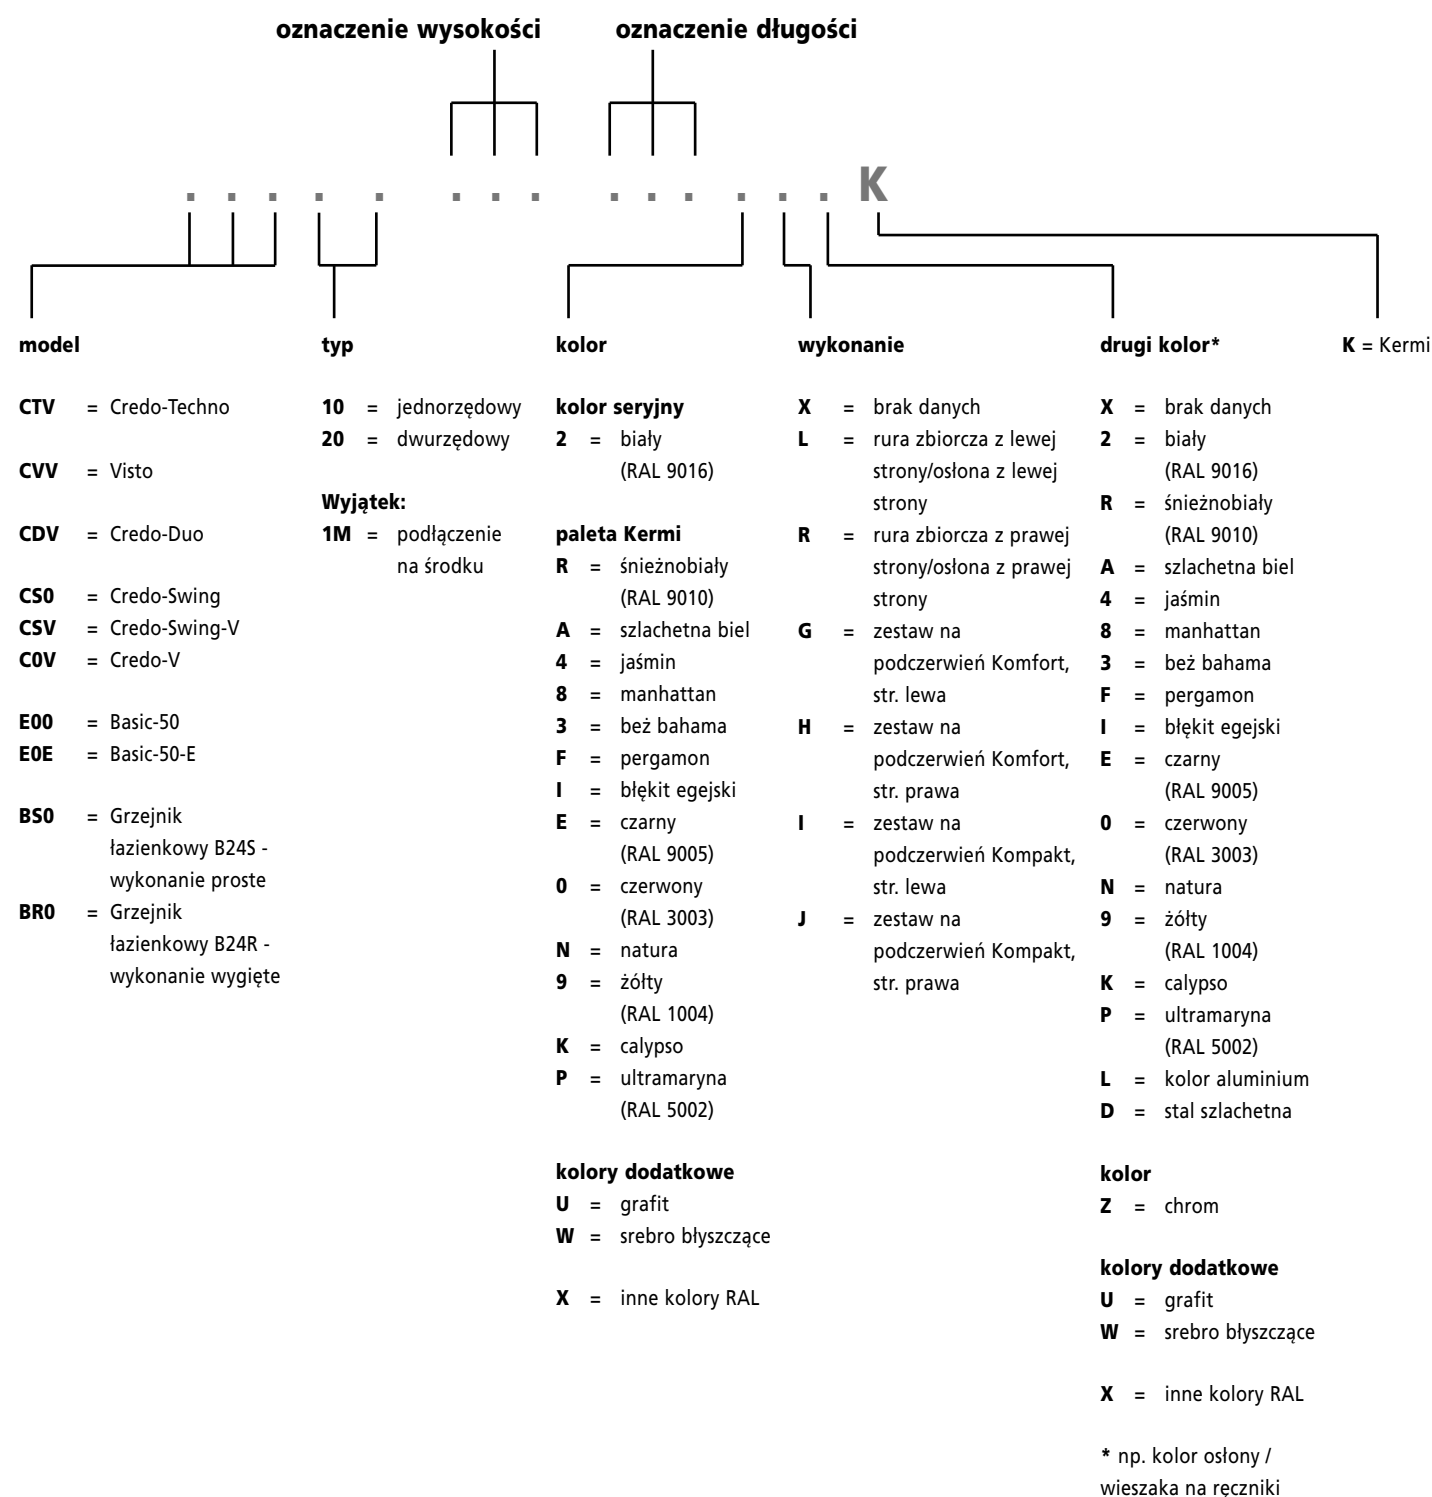 oznaczenie wysokości oznaczenie długości
. . . . . . . . . . . . . . K
model
CTV = Credo-Techno
CVV = Visto
CDV = Credo-Duo
CS0 = Credo-Swing
CSV = Credo-Swing-V
C0V = Credo-V
E00 = Basic-50
E0E = Basic-50-E
BS0 = Grzejnik
łazienkowy B24S -
wykonanie proste
BR0 = Grzejnik
łazienkowy B24R -
wykonanie wygięte
typ
10 = jednorzędowy
20 = dwurzędowy
Wyjątek:
1M = podłączenie
na środku
kolor
kolor seryjny
2 = biały
(RAL 9016)
paleta Kermi
R = śnieżnobiały
(RAL 9010)
A = szlachetna biel
4 = jaśmin
8 = manhattan
3 = beż bahama
F = pergamon
I = błękit egejski
E = czarny
(RAL 9005)
0 = czerwony
(RAL 3003)
N = natura
9 = żółty
(RAL 1004)
K = calypso
P = ultramaryna
(RAL 5002)
kolory dodatkowe
U = grafit
W = srebro błyszczące
X = inne kolory RAL
wykonanie
X = brak danych
L = rura zbiorcza z lewej
strony/osłona z lewej
strony
R = rura zbiorcza z prawej
strony/osłona z prawej
strony
G = zestaw na
podczerwień Komfort,
str. lewa
H = zestaw na
podczerwień Komfort,
str. prawa
I = zestaw na
podczerwień Kompakt,
str. lewa
J = zestaw na
podczerwień Kompakt,
str. prawa
drugi kolor*
X = brak danych
2 = biały
(RAL 9016)
R = śnieżnobiały
(RAL 9010)
A = szlachetna biel
4 = jaśmin
8 = manhattan
3 = beż bahama
F = pergamon
I = błękit egejski
E = czarny
(RAL 9005)
0 = czerwony
(RAL 3003)
N = natura
9 = żółty
(RAL 1004)
K = calypso
P = ultramaryna
(RAL 5002)
L = kolor aluminium
D = stal szlachetna
kolor
Z = chrom
kolory dodatkowe
U = grafit
W = srebro błyszczące
X = inne kolory RAL
* np. kolor osłony /
wieszaka na ręczniki
K = Kermi